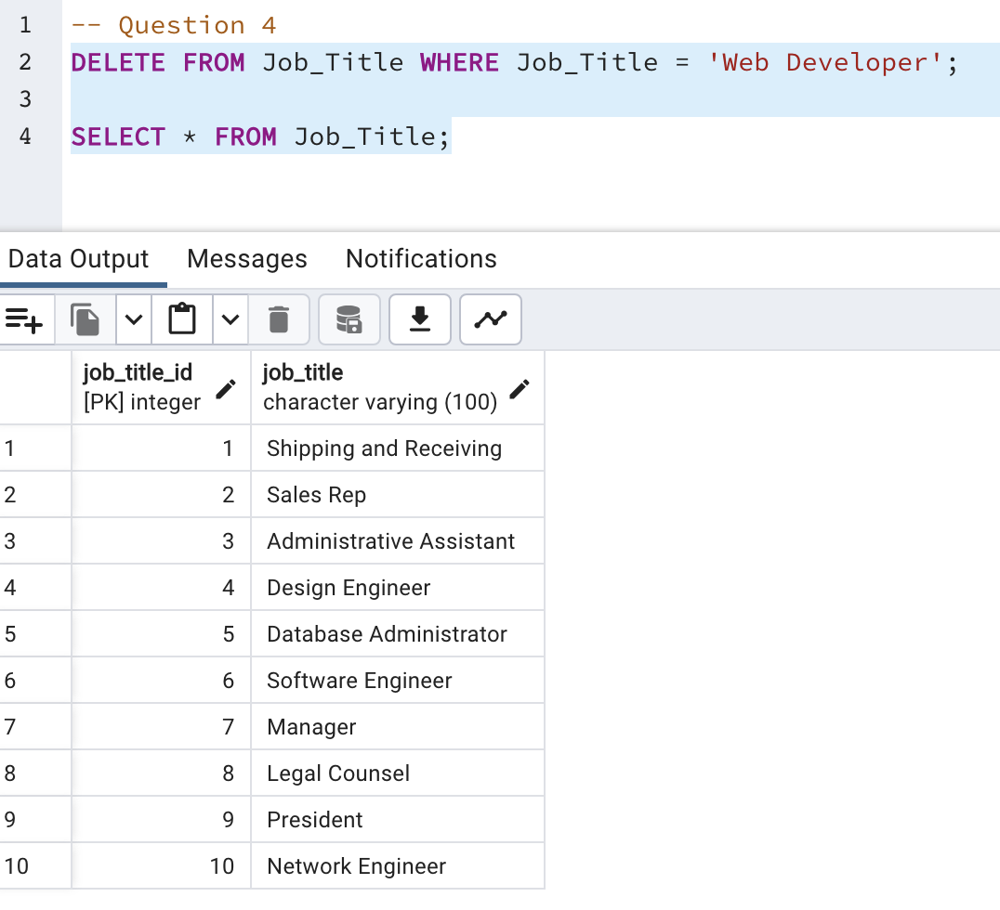 1 -- Question 4
2 DELETE FROM Job_Title WHERE Job_Title = 'Web Developer';
3
4 SELECT * FROM Job_Title;
Data Output Messages Notifications
job_title_id job_title
[PK] integer character varying (100)
1 1 Shipping and Receiving
2 2 Sales Rep
3 3 Administrative Assistant
4 4 Design Engineer
5 5 Database Administrator
6 6 Software Engineer
7 7 Manager
8 8 Legal Counsel
9 9 President
10 10 Network Engineer